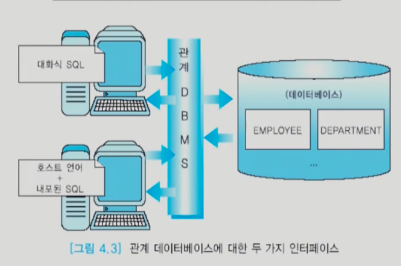 대화식 SQL
관
계
D
B
M
S
(데이터베이스)
EMPLOYEE
DEPARTMENT
...
호스트 언어
+
내포된 SQL
[그림 4.3] 관계 데이터베이스에 대한 두 가지 인터페이스